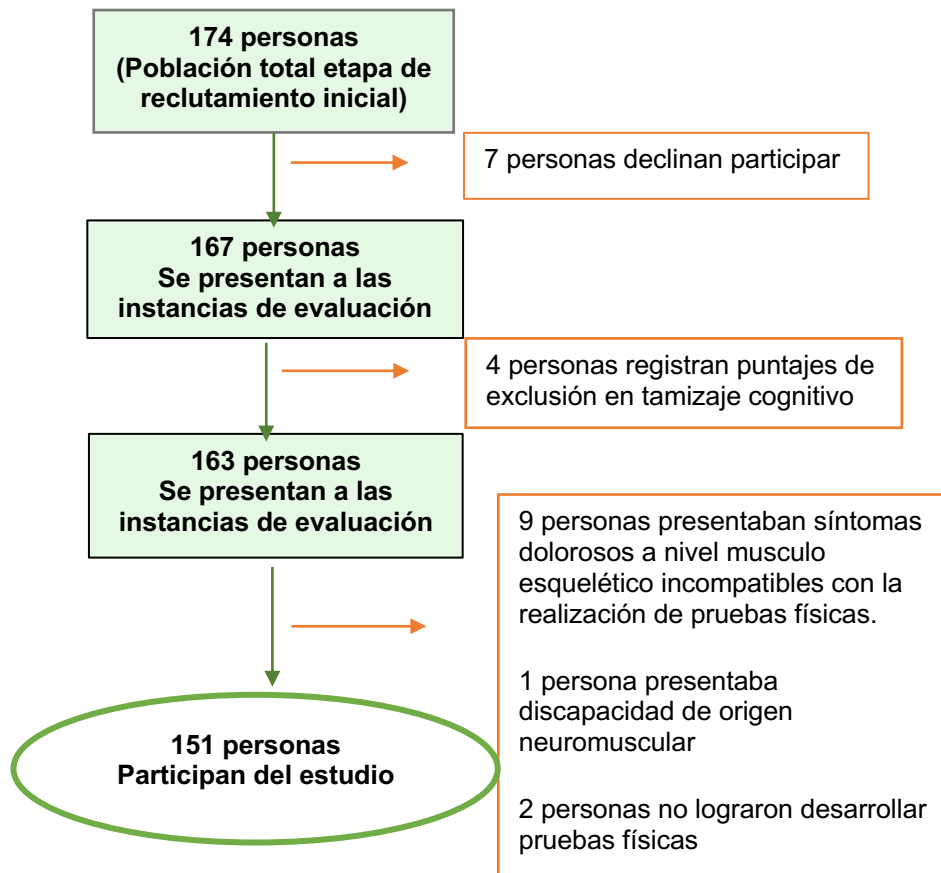 174 personas
(Población total etapa de
reclutamiento inicial)
7 personas declinan participar
167 personas
Se presentan a las
instancias de evaluación
4 personas registran puntajes de
exclusión en tamizaje cognitivo
163 personas
Se presentan a las
instancias de evaluación
9 personas presentaban síntomas
dolorosos a nivel musculo
esquelético incompatibles con la
realización de pruebas físicas.
1 persona presentaba
discapacidad de origen
neuromuscular
2 personas no lograron desarrollar
pruebas físicas
151 personas
Participan del estudio